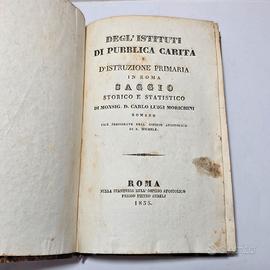 DEGL' ISTITUTI
DI PUBBLICA CARITÀ
E
D'ISTRUZIONE PRIMARIA
IN ROMA
SAGGIO
STORICO E STATISTICO
DI MONSIG. D. CARLO LUIGI MORICHINI
ROMANO
VICE PRESIDENTE DELL' OSPIZIO APOSTOLICO
DI S. MICHELE.
ROMA
NELLA STAMPERIA DELL' OSPIZIO APOSTOLICO
PRESSO PIETRO AURELJ
1835.